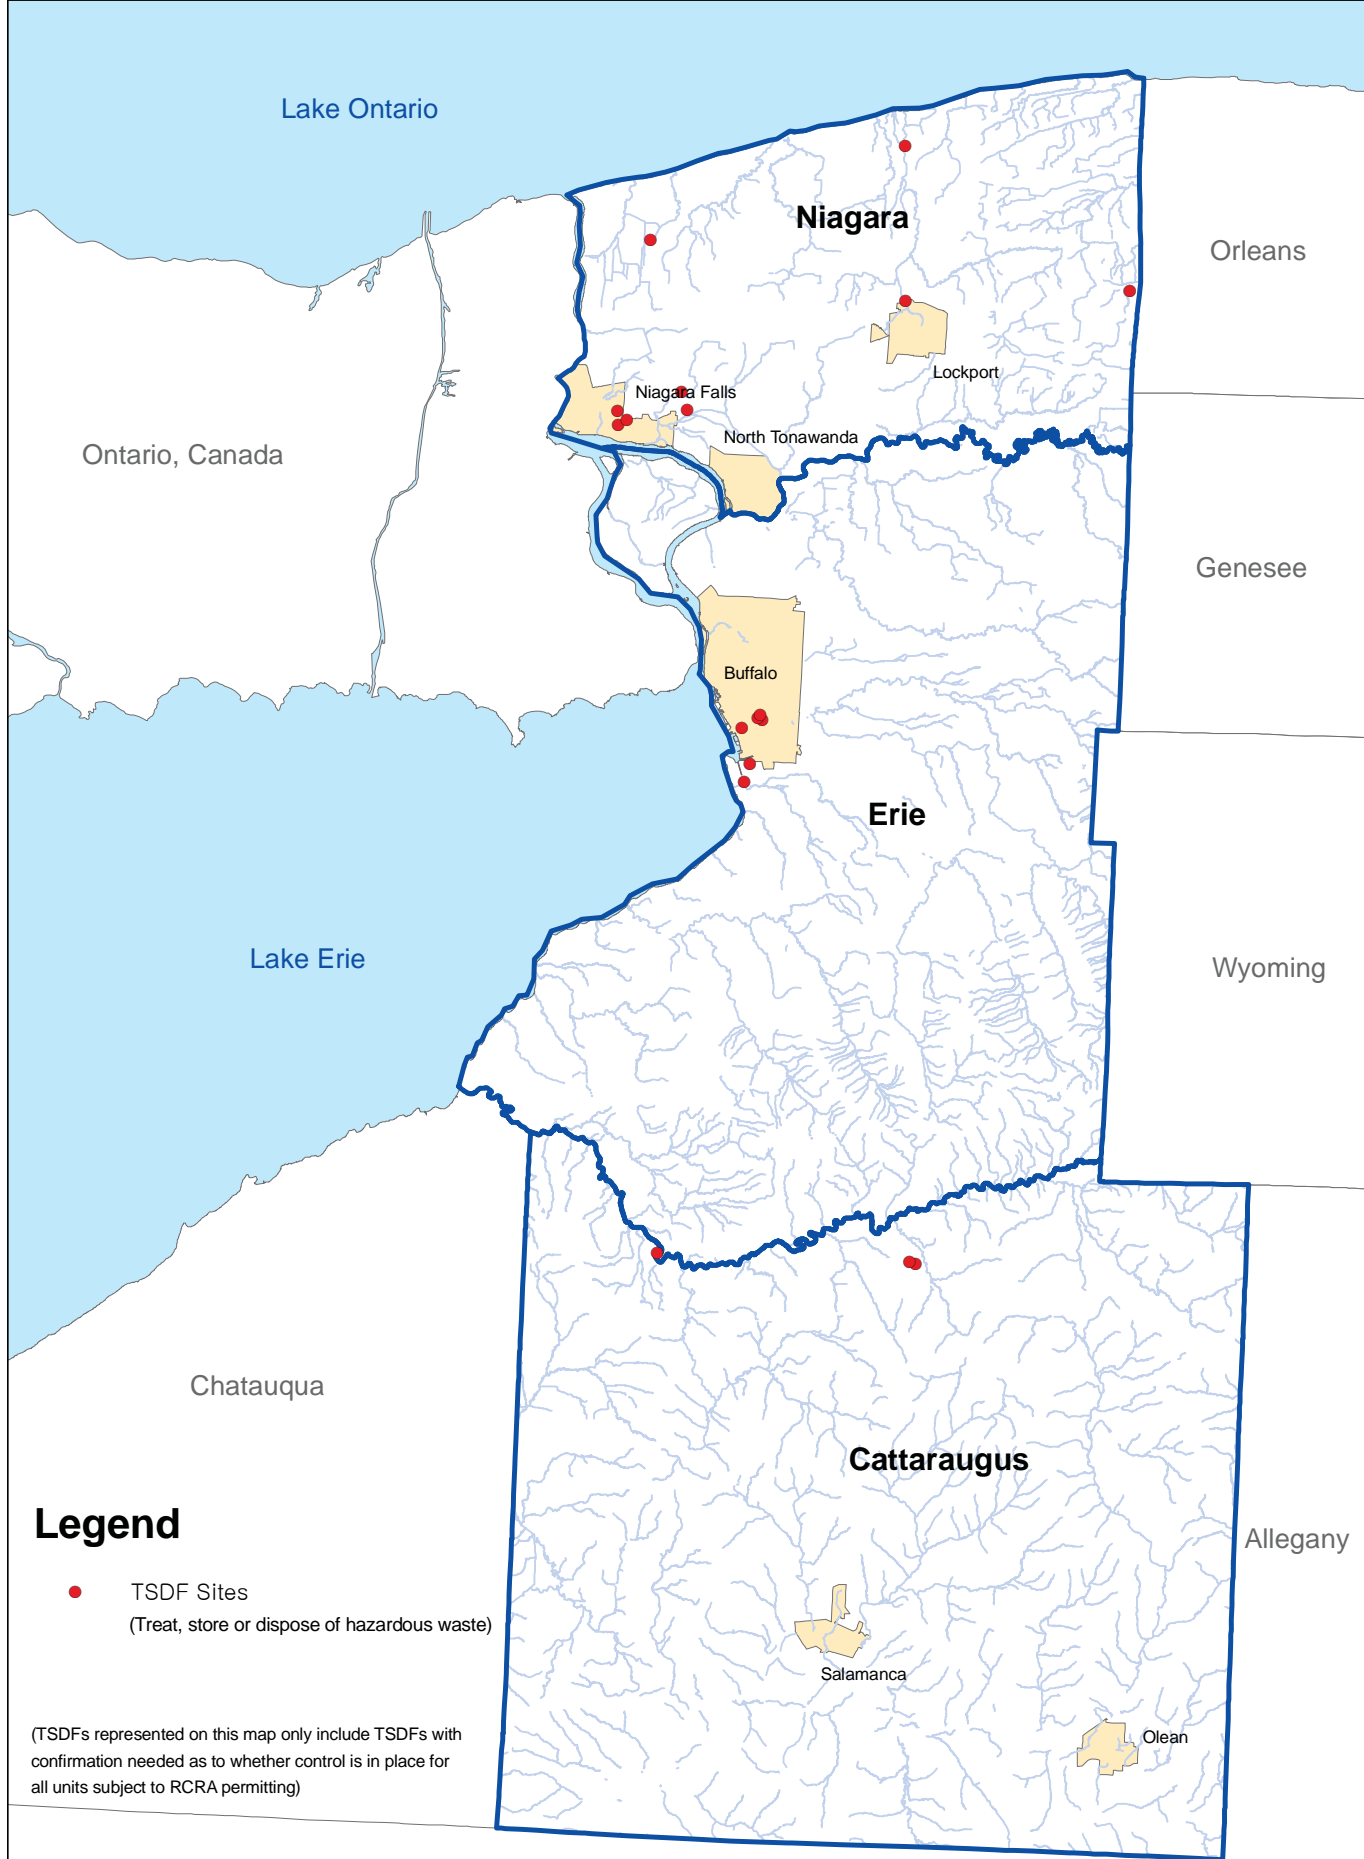 Lake Ontario
Niagara
Orleans
Lockport
Niagara Falls
North Tonawanda
Ontario, Canada
Genesee
Buffalo
Erie
Lake Erie
Wyoming
Chatauqua
Cattaraugus
Legend
Allegany
TSDF Sites
(Treat, store or dispose of hazardous waste)
Salamanca
Olean
(TSDFs represented on this map only include TSDFs with
confirmation needed as to whether control is in place for
all units subject to RCRA permitting)